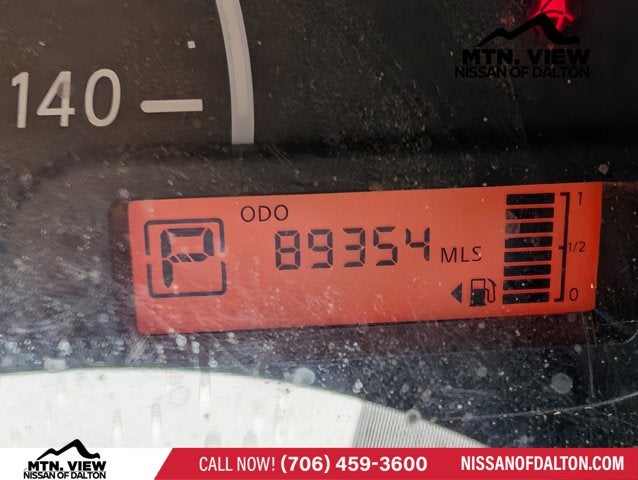 MTN. VIEW
NISSAN OF DALTON
140
ODO
P
89354 MLS
1
1/2
0
MTN. VIEW
NISSAN OF DALTON
CALL NOW! (706) 459-3600
NISSANOFDALTON.COM